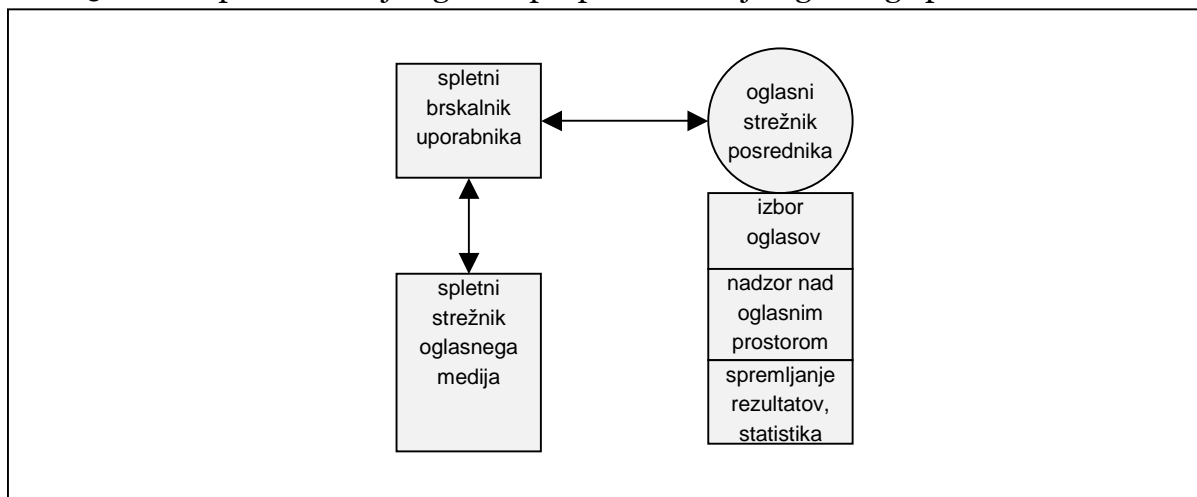 spletni
brskalnik
uporabnika
oglasni
strežnik
posrednika
izbor
oglasov
nadzor nad
oglasnim
prostorom
spremljanje
rezultatov,
statistika
spletni
strežnik
oglasnega
medija